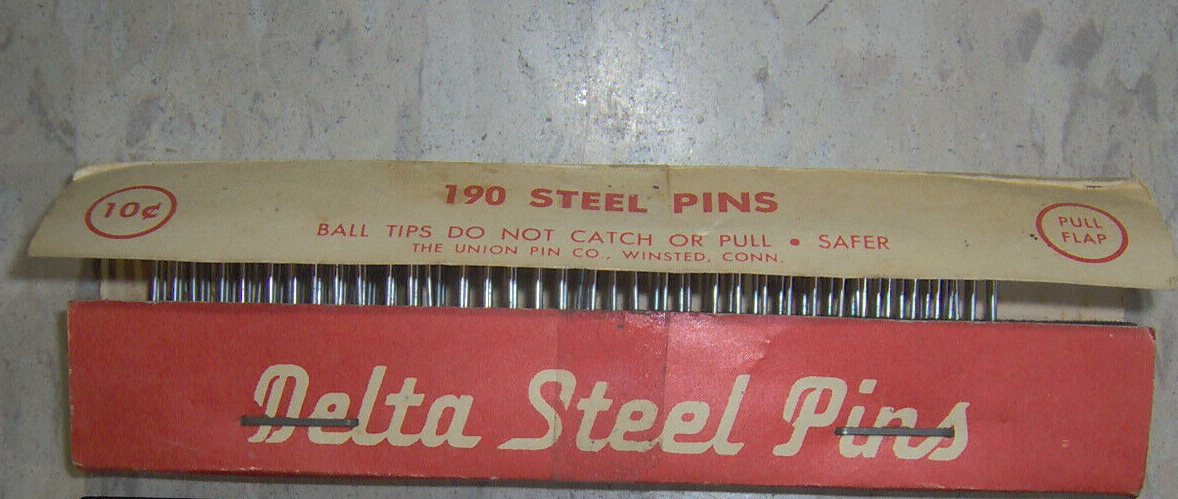 10¢
190 STEEL PINS
BALL TIPS DO NOT CATCH OR PULL • SAFER
THE UNION PIN CO., WINSTED, CONN.
PULL
FLAP
Delta Steel Pins